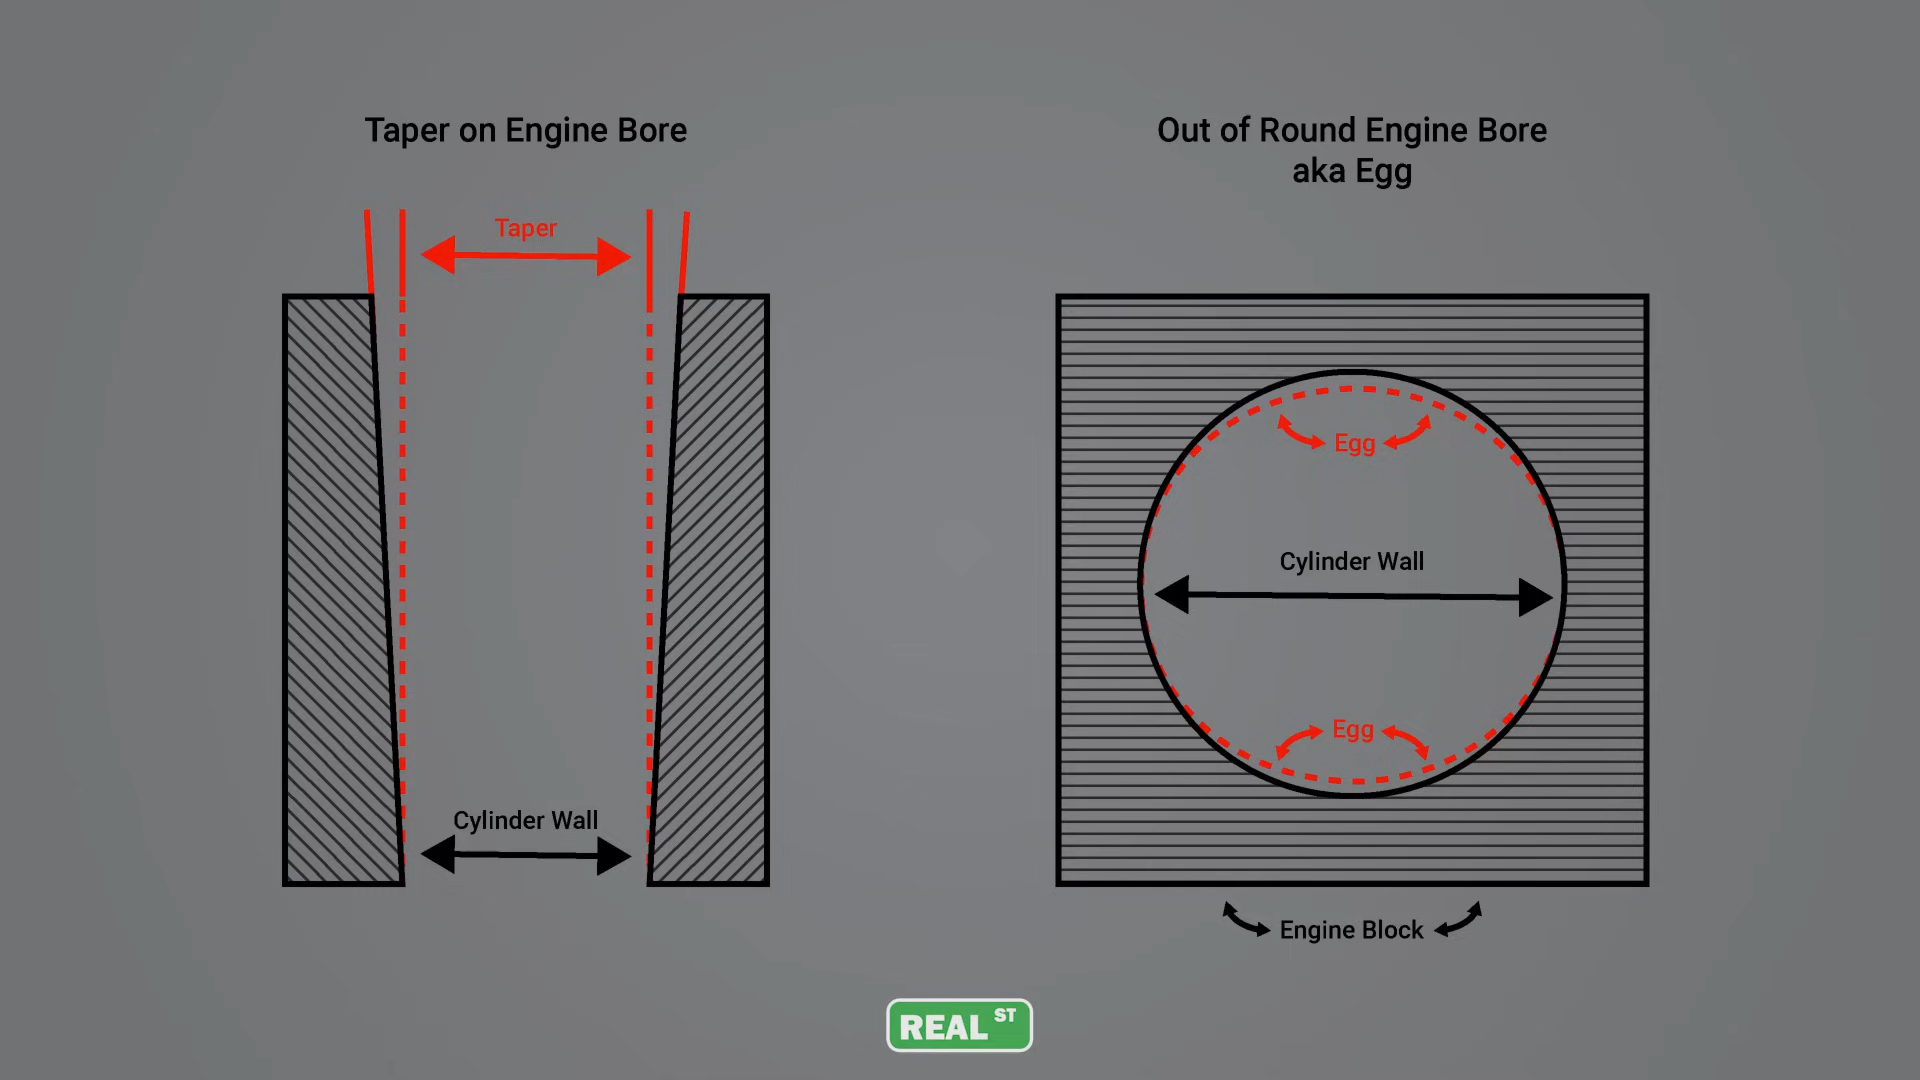 Taper on Engine Bore
Taper
Cylinder Wall
Out of Round Engine Bore
aka Egg
Egg
Cylinder Wall
Egg
Engine Block
REAL ST